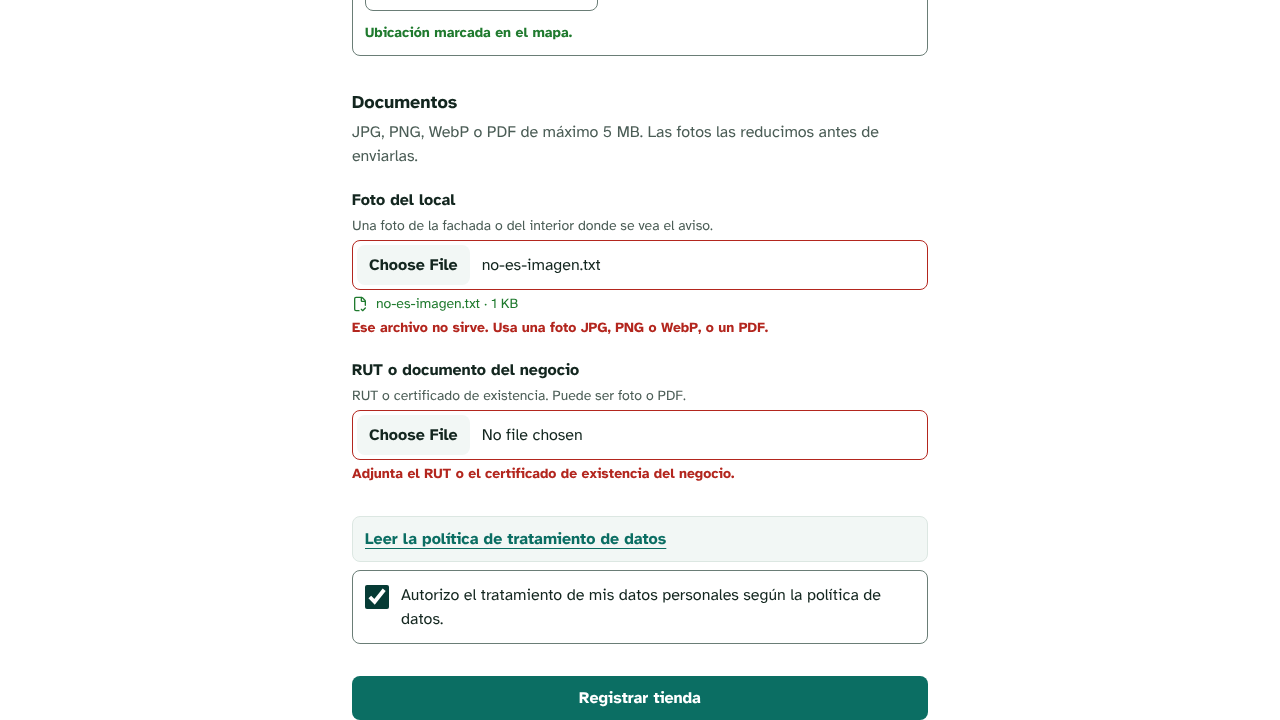 Ubicación marcada en el mapa.
Documentos
JPG, PNG, WebP o PDF de máximo 5 MB. Las fotos las reducimos antes de
enviarlas.
Foto del local
Una foto de la fachada o del interior donde se vea el aviso.
Choose File no-es-imagen.txt
no-es-imagen.txt · 1 KB
Ese archivo no sirve. Usa una foto JPG, PNG o WebP, o un PDF.
RUT o documento del negocio
RUT o certificado de existencia. Puede ser foto o PDF.
Choose File No file chosen
Adjunta el RUT o el certificado de existencia del negocio.
Leer la política de tratamiento de datos
Autorizo el tratamiento de mis datos personales según la política de
datos.
Registrar tienda